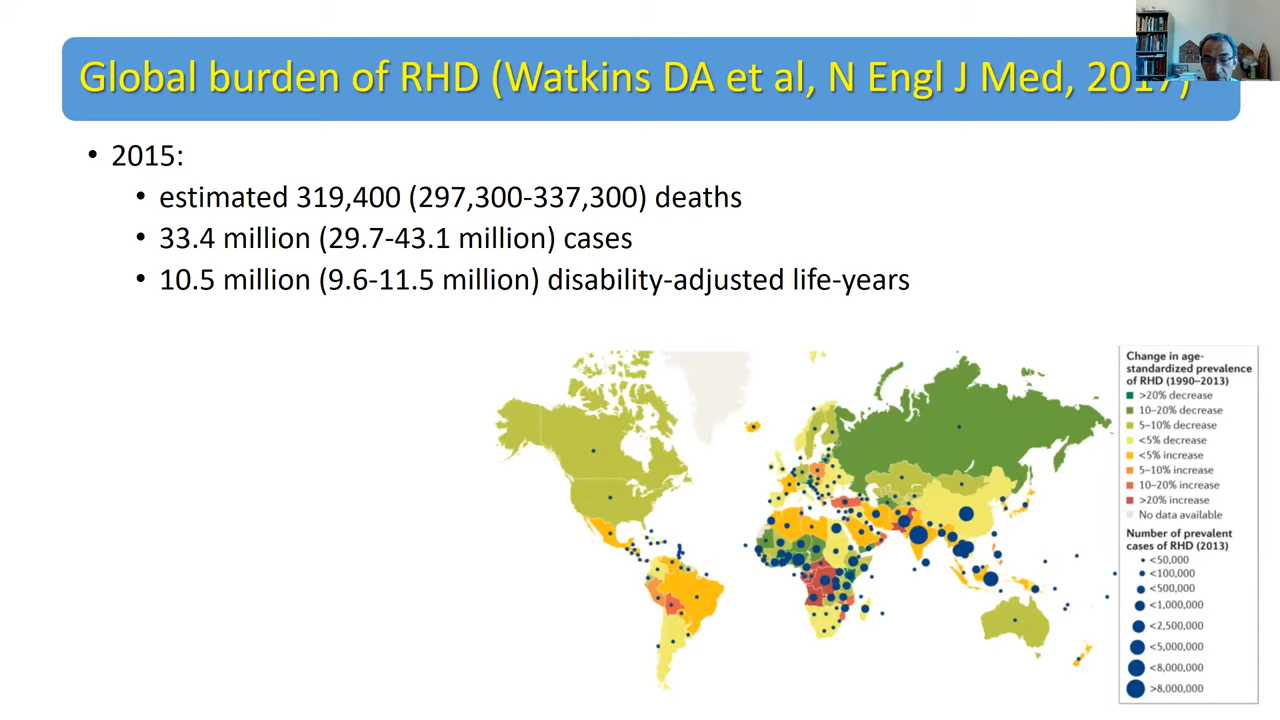 Global burden of RHD (Watkins DA et al, N Engl J Med, 2017)
• 2015:
• estimated 319,400 (297,300-337,300) deaths
• 33.4 million (29.7-43.1 million) cases
• 10.5 million (9.6-11.5 million) disability-adjusted life-years
Change in age-
standardized prevalence
of RHD (1990–2013)
>20% decrease
10–20% decrease
5–10% decrease
<5% decrease
<5% increase
5–10% increase
10–20% increase
>20% increase
No data available
Number of prevalent
cases of RHD (2013)
<50,000
<100,000
<500,000
<1,000,000
<2,500,000
<5,000,000
<8,000,000
>8,000,000